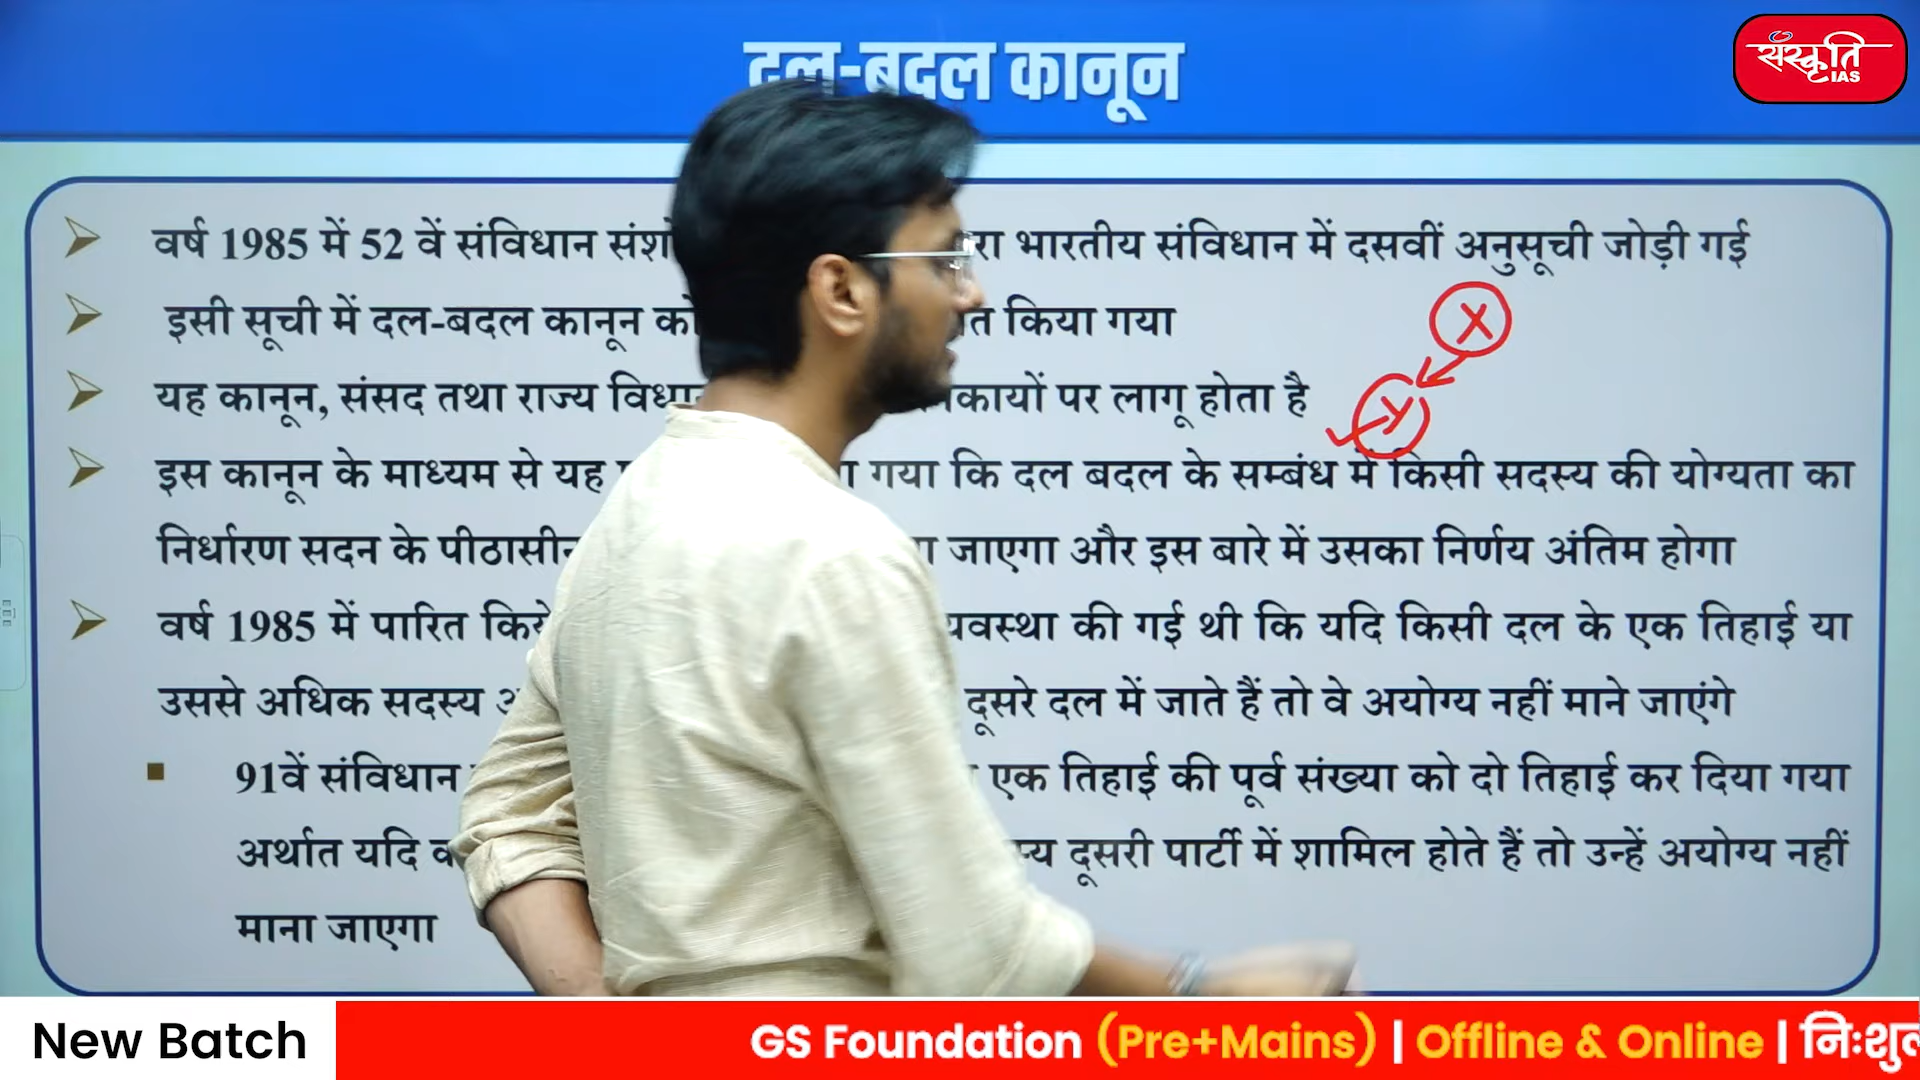 दल-बदल कानून
संस्कृति
IAS
वर्ष 1985 में 52 वें संविधान भारतीय संविधान में दसवीं अनुसूची जोड़ी गई
X
इसी सूची में दल-बदल कानून को किया गया
यह कानून, संसद तथा राज्य पर लागू होता है
Y
इस कानून के माध्यम से यह गया कि दल बदल के सम्बंध में किसी सदस्य की योग्यता का
निर्धारण सदन के जाएगा और इस बारे में उसका निर्णय अंतिम होगा
वर्ष 1985 में पारित की गई थी कि यदि किसी दल के एक तिहाई या
उससे अधिक सदस्य दूसरे दल में जाते हैं तो वे अयोग्य नहीं माने जाएंगे
91वें संविधान एक तिहाई की पूर्व संख्या को दो तिहाई कर दिया गया
अर्थात यदि दूसरी पार्टी में शामिल होते हैं तो उन्हें अयोग्य नहीं
माना जाएगा
New Batch
GS Foundation (Pre+Mains) | Offline & Online |